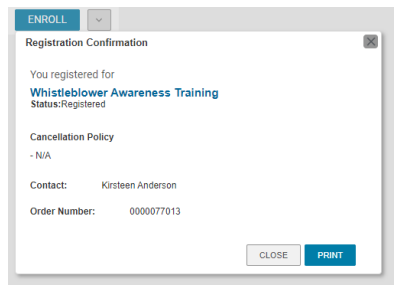 ENROLL
Registration Confirmation
You registered for
Whistleblower Awareness Training
Status:Registered
Cancellation Policy
- N/A
Contact: Kirsteen Anderson
Order Number: 0000077013
CLOSE PRINT